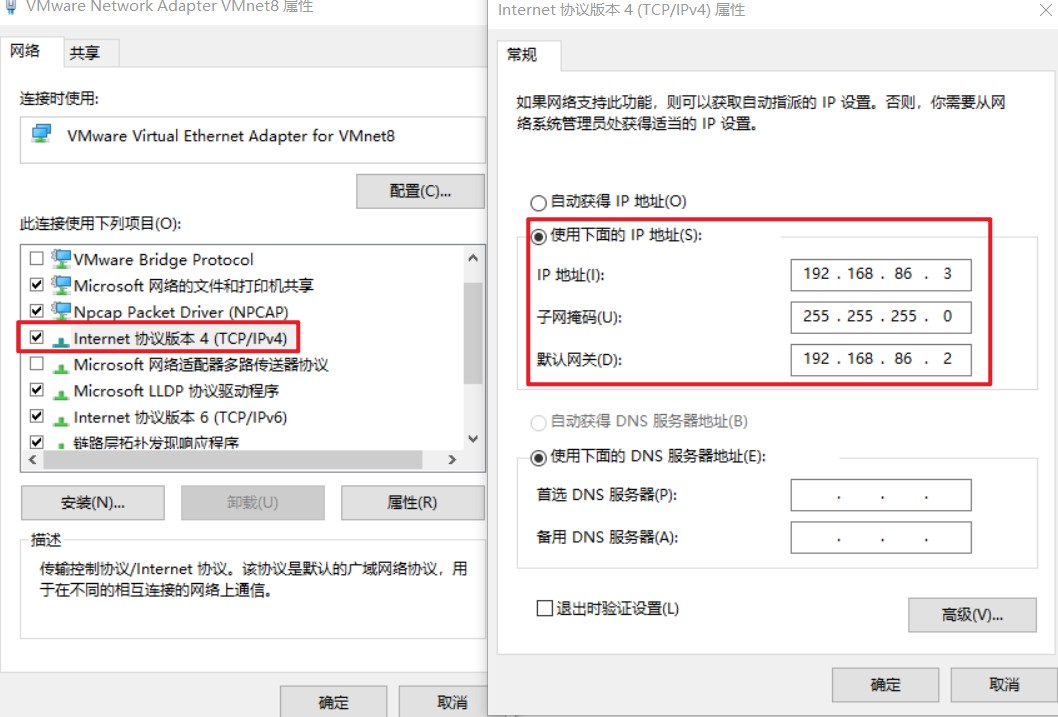 VMware Network Adapter VMnet8 属性
网络
共享
连接时使用:
VMware Virtual Ethernet Adapter for VMnet8
配置(C)...
此连接使用下列项目(O):
VMware Bridge Protocol
Microsoft 网络的文件和打印机共享
Npcap Packet Driver (NPCAP)
Internet 协议版本 4 (TCP/IPv4)
Microsoft 网络适配器多路传送器协议
Microsoft LLDP 协议驱动程序
Internet 协议版本 6 (TCP/IPv6)
链路层拓扑发现响应程序
安装(N)...
卸载(U)
属性(R)
描述
传输控制协议/Internet 协议。该协议是默认的广域网络协议，用
于在不同的相互连接的网络上通信。
确定
取消
Internet 协议版本 4 (TCP/IPv4) 属性
常规
如果网络支持此功能，则可以获取自动指派的 IP 设置。否则，你需要从网
络系统管理员处获得适当的 IP 设置。
自动获得 IP 地址(O)
使用下面的 IP 地址(S):
IP 地址(I):
192 . 168 . 86 . 3
子网掩码(U):
255 . 255 . 255 . 0
默认网关(D):
192 . 168 . 86 . 2
自动获得 DNS 服务器地址(B)
使用下面的 DNS 服务器地址(E):
首选 DNS 服务器(P):
. . .
备用 DNS 服务器(A):
. . .
退出时验证设置(L)
高级(V)...
确定
取消